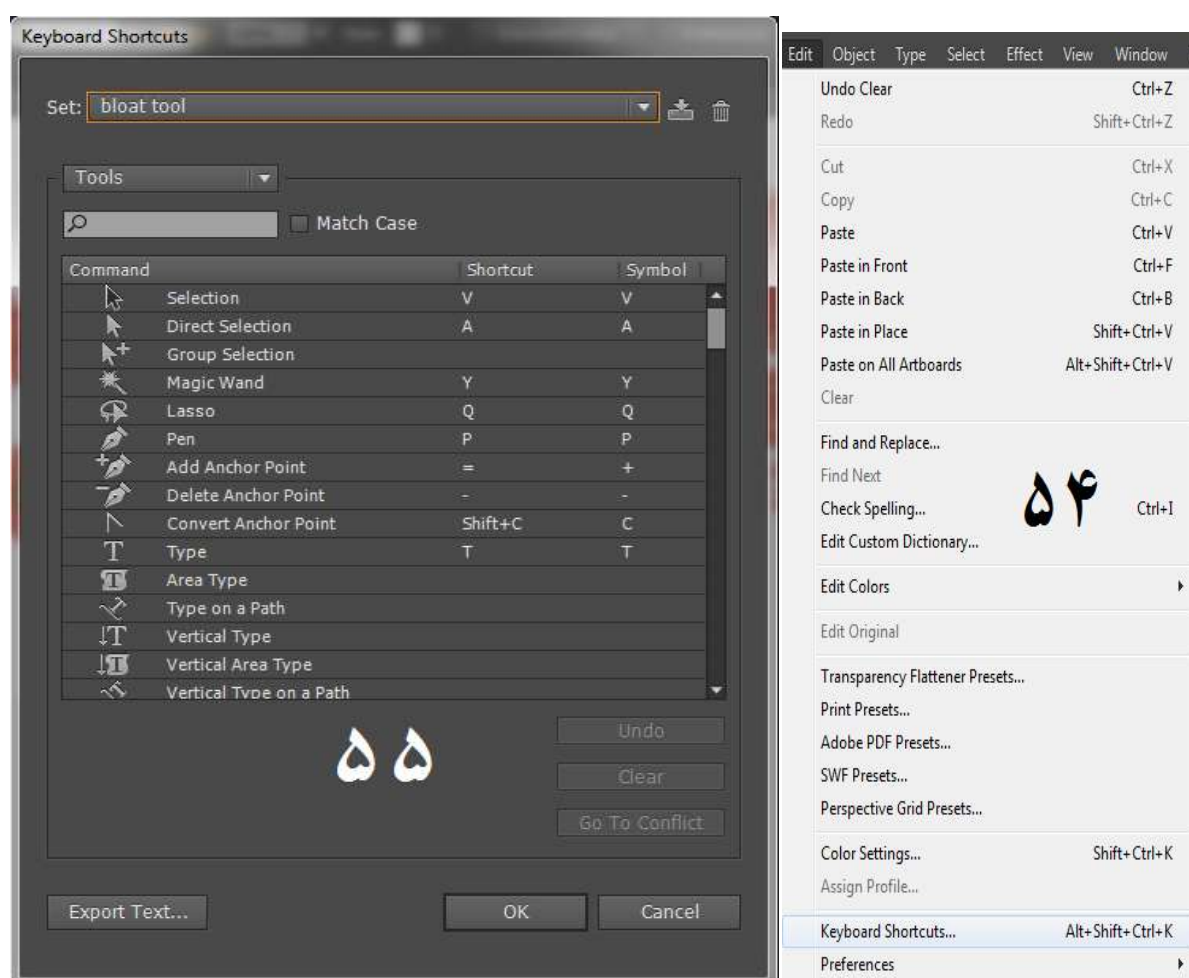 Keyboard Shortcuts
Set: bloat tool
Tools
Match Case
Command Shortcut Symbol
Selection V V
Direct Selection A A
Group Selection
Magic Wand Y Y
Lasso Q Q
Pen P P
Add Anchor Point = +
Delete Anchor Point - -
Convert Anchor Point Shift+C C
Type T T
Area Type
Type on a Path
Vertical Type
Vertical Area Type
Vertical Type on a Path
۵۵
Undo
Clear
Go To Conflict
Export Text... OK Cancel
Edit Object Type Select Effect View Window
Undo Clear Ctrl+Z
Redo Shift+Ctrl+Z
Cut Ctrl+X
Copy Ctrl+C
Paste Ctrl+V
Paste in Front Ctrl+F
Paste in Back Ctrl+B
Paste in Place Shift+Ctrl+V
Paste on All Artboards Alt+Shift+Ctrl+V
Clear
Find and Replace...
Find Next
۵۴
Check Spelling... Ctrl+I
Edit Custom Dictionary...
Edit Colors
Edit Original
Transparency Flattener Presets...
Print Presets...
Adobe PDF Presets...
SWF Presets...
Perspective Grid Presets...
Color Settings... Shift+Ctrl+K
Assign Profile...
Keyboard Shortcuts... Alt+Shift+Ctrl+K
Preferences